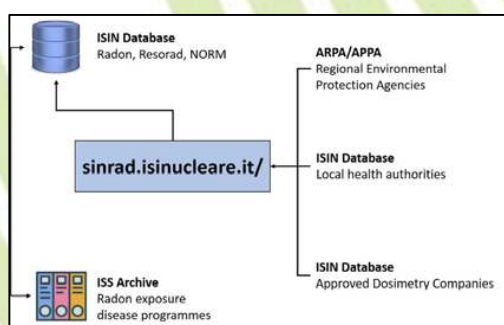 ISIN Database
Radon, Resorad, NORM
ARPA/APPA
Regional Environmental
Protection Agencies
sinrad.isinucleare.it/
ISIN Database
Local health authorities
ISIN Database
Approved Dosimetry Companies
ISS Archive
Radon exposure
disease programmes